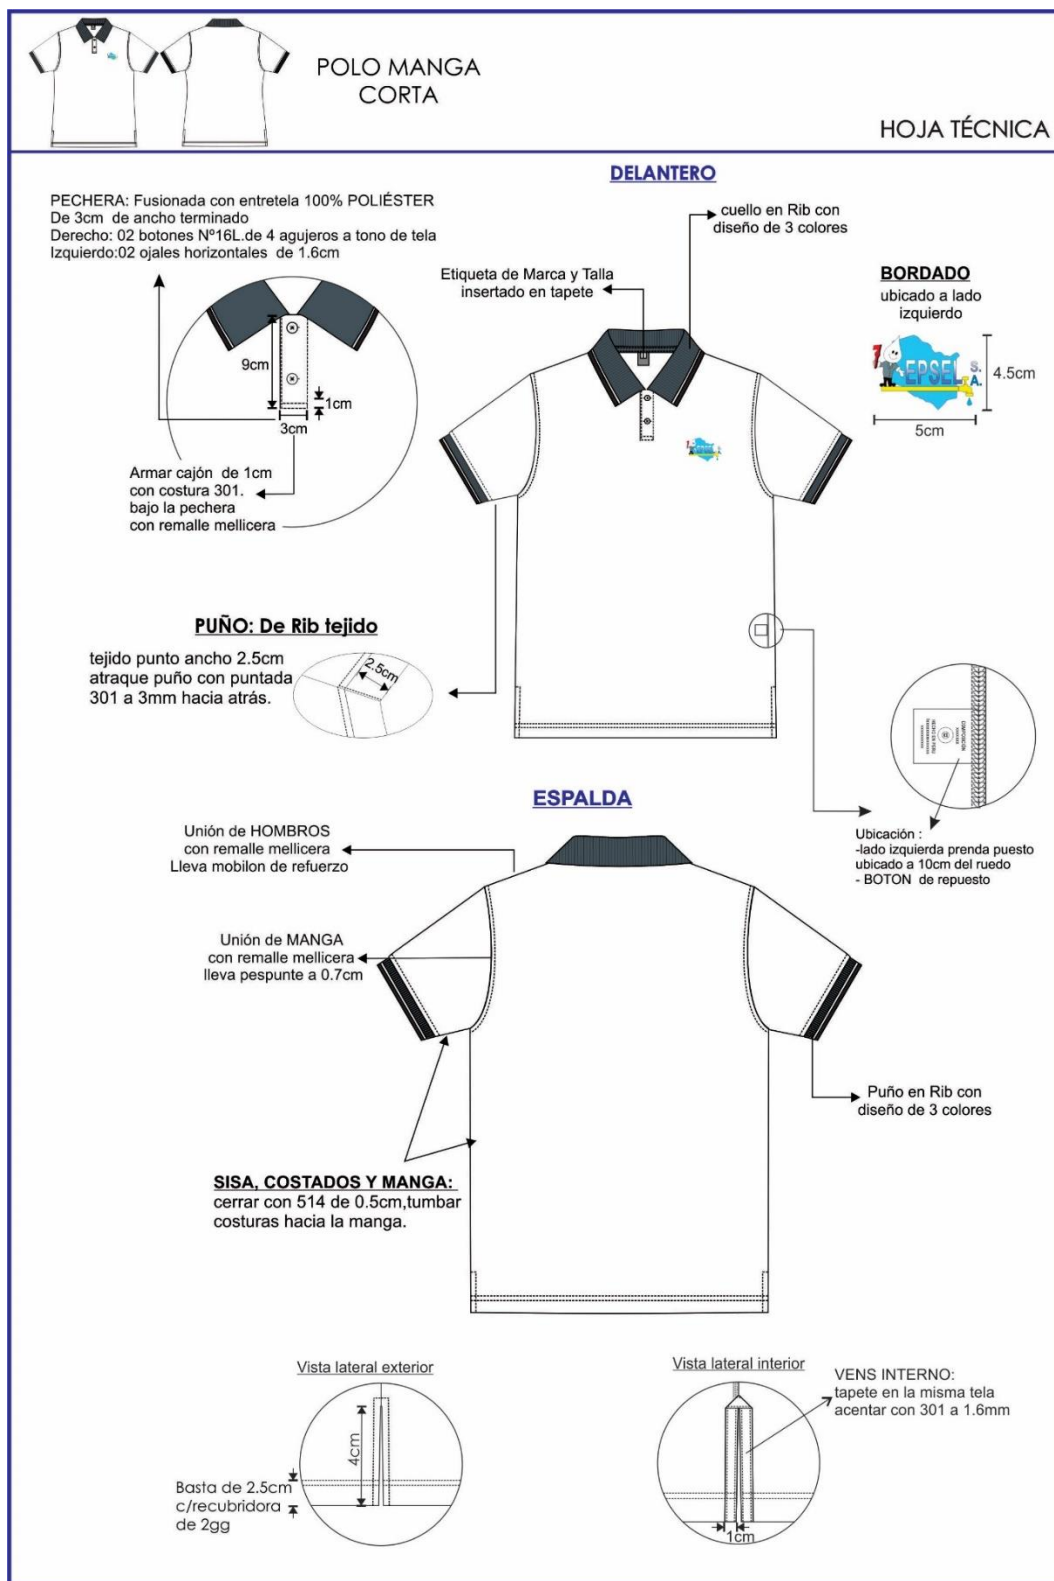 POLO MANGA
CORTA
HOJA TÉCNICA
DELANTERO
PECHERA: Fusionada con entretela 100% POLIÉSTER
De 3cm de ancho terminado
Derecho: 02 botones Nº16L.de 4 agujeros a tono de tela
Izquierdo:02 ojales horizontales de 1.6cm
cuello en Rib con
diseño de 3 colores
Etiqueta de Marca y Talla
insertado en tapete
BORDADO
ubicado a lado
izquierdo
EPSEL S.A.
4.5cm
5cm
9cm
1cm
3cm
Armar cajón de 1cm
con costura 301.
bajo la pechera
con remalle mellicera
PUÑO: De Rib tejido
tejido punto ancho 2.5cm
atraque puño con puntada
301 a 3mm hacia atrás.
2.5cm
COMPOSICIÓN
HECHO EN PERU
Ubicación :
-lado izquierda prenda puesto
ubicado a 10cm del ruedo
- BOTON de repuesto
ESPALDA
Unión de HOMBROS
con remalle mellicera
Lleva mobilon de refuerzo
Unión de MANGA
con remalle mellicera
lleva pespunte a 0.7cm
Puño en Rib con
diseño de 3 colores
SISA, COSTADOS Y MANGA:
cerrar con 514 de 0.5cm,tumbar
costuras hacia la manga.
Vista lateral exterior
4cm
Basta de 2.5cm
c/recubridora
de 2gg
Vista lateral interior
VENS INTERNO:
tapete en la misma tela
acentar con 301 a 1.6mm
1cm